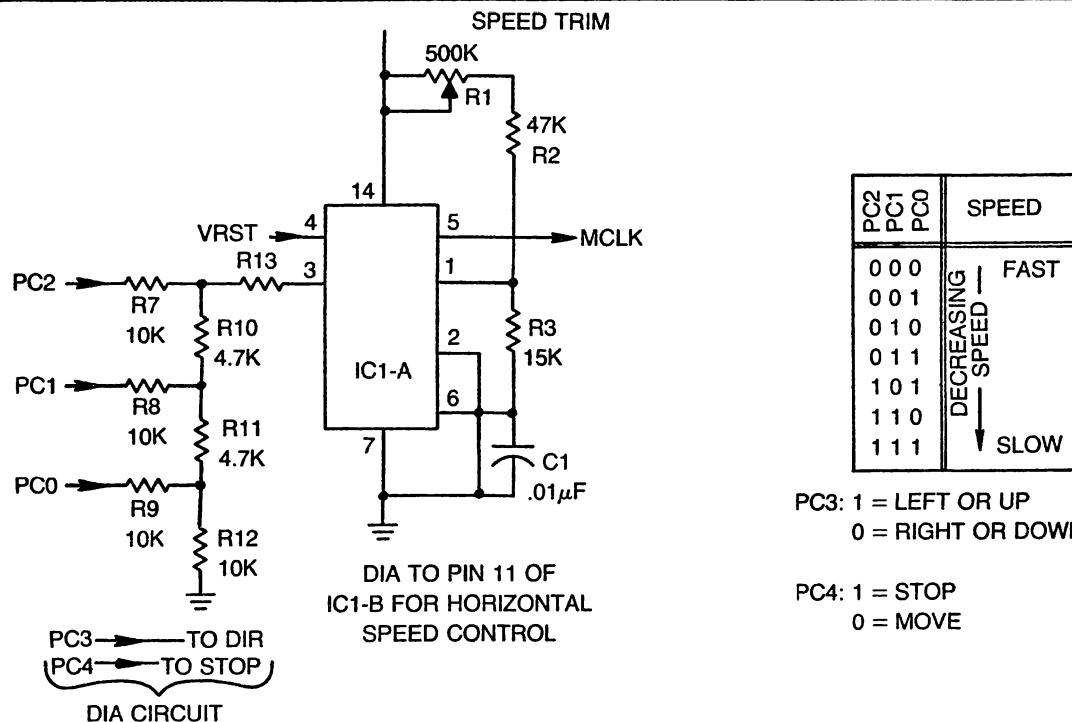 SPEED TRIM
500K
R1
47K
R2
14
VRST
4
5
MCLK
R13
3
1
PC2
R7
10K
R10
4.7K
R3
15K
2
IC1-A
PC1
R8
10K
6
R11
4.7K
7
C1
.01μF
PC0
R9
10K
R12
10K
DIA TO PIN 11 OF
IC1-B FOR HORIZONTAL
SPEED CONTROL
PC3 TO DIR
PC4 TO STOP
DIA CIRCUIT
PC2 PC1 PC0 SPEED
0 0 0 FAST
0 0 1
0 1 0
0 1 1
1 0 1
1 1 0
1 1 1 SLOW
DECREASING
SPEED
PC3: 1 = LEFT OR UP
0 = RIGHT OR DOWN
PC4: 1 = STOP
0 = MOVE